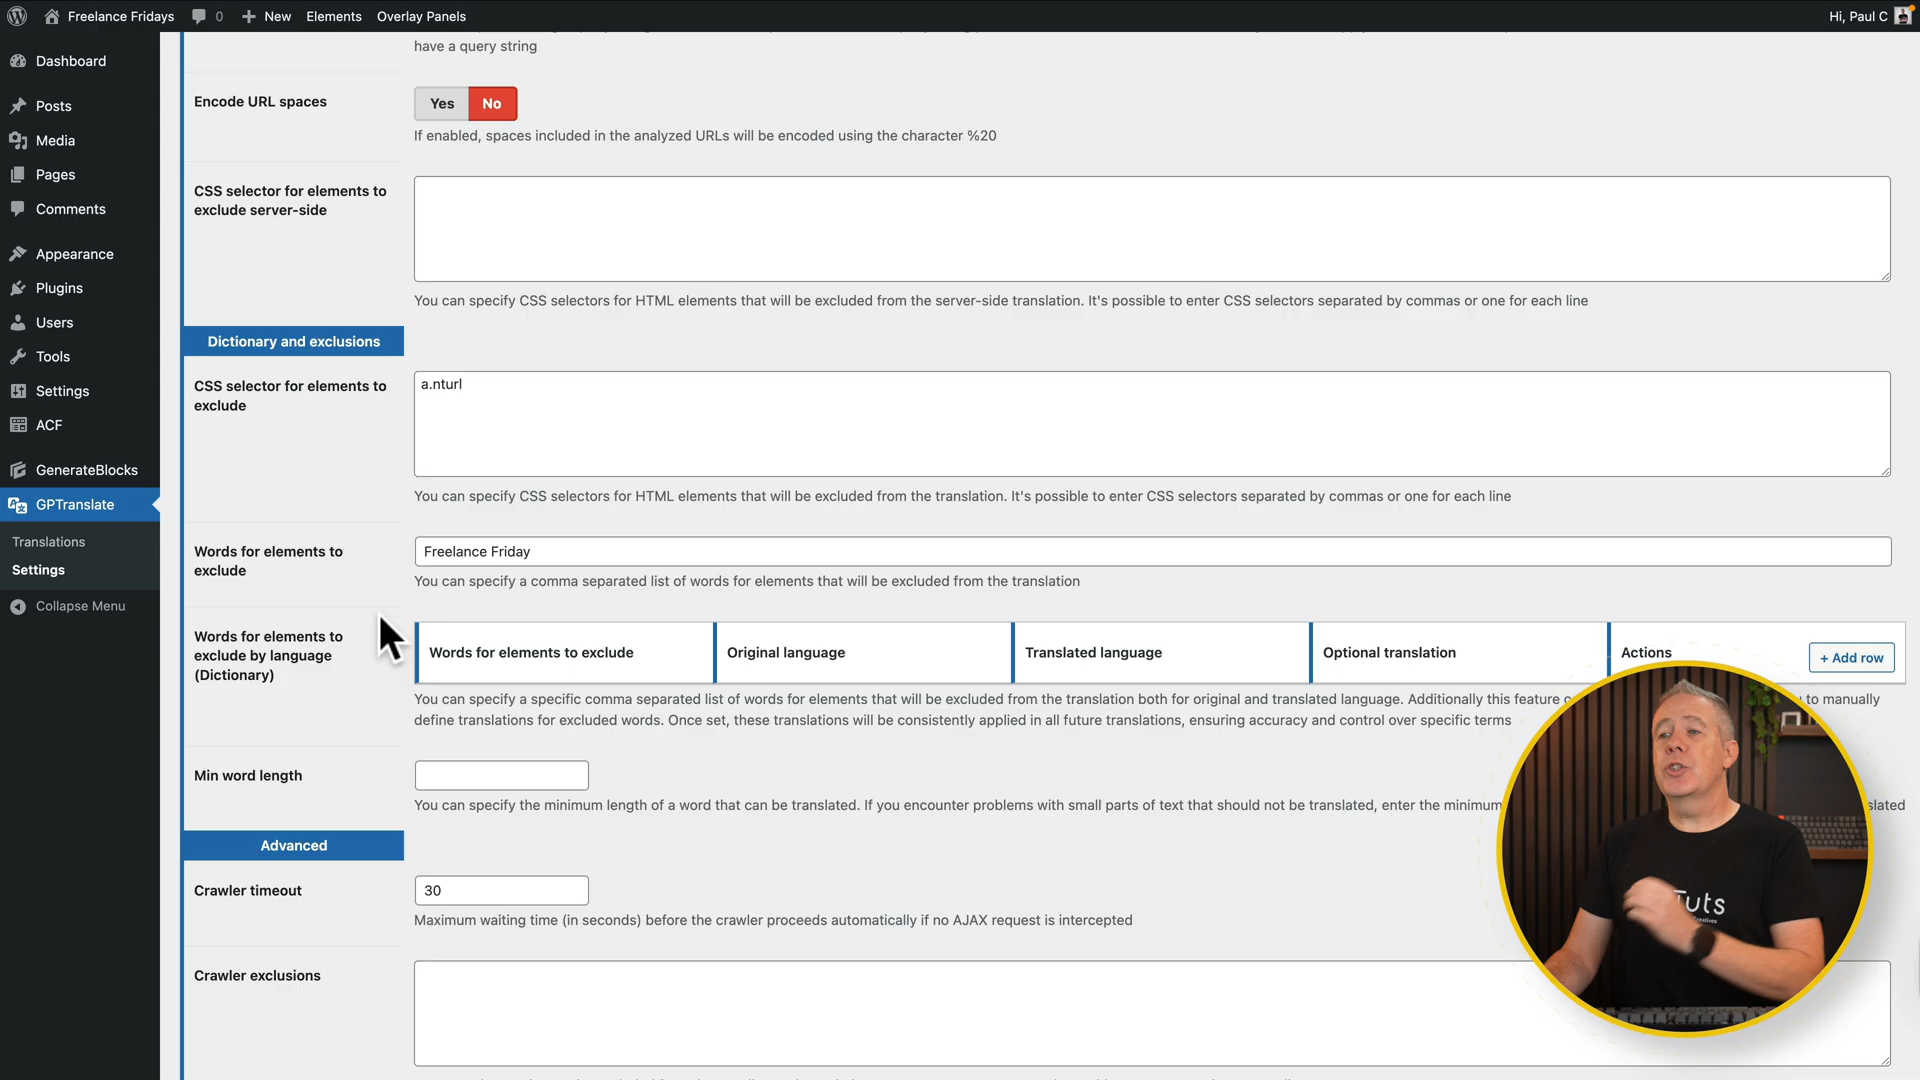 Freelance Fridays
0
New
Elements
Overlay Panels
Hi, Paul C
Dashboard
Posts
Media
Pages
Comments
Appearance
Plugins
Users
Tools
Settings
ACF
GenerateBlocks
GPTranslate
Translations
Settings
Collapse Menu
have a query string
Encode URL spaces
Yes
No
If enabled, spaces included in the analyzed URLs will be encoded using the character %20
CSS selector for elements to
exclude server-side
You can specify CSS selectors for HTML elements that will be excluded from the server-side translation. It's possible to enter CSS selectors separated by commas or one for each line
Dictionary and exclusions
CSS selector for elements to
exclude
a.nturl
You can specify CSS selectors for HTML elements that will be excluded from the translation. It's possible to enter CSS selectors separated by commas or one for each line
Words for elements to
exclude
Freelance Friday
You can specify a comma separated list of words for elements that will be excluded from the translation
Words for elements to
exclude by language
(Dictionary)
Words for elements to exclude
Original language
Translated language
Optional translation
Actions
+ Add row
You can specify a specific comma separated list of words for elements that will be excluded from the translation both for original and translated language. Additionally this feature
to manually
define translations for excluded words. Once set, these translations will be consistently applied in all future translations, ensuring accuracy and control over specific terms
Min word length
You can specify the minimum length of a word that can be translated. If you encounter problems with small parts of text that should not be translated, enter the minimum
Advanced
Crawler timeout
30
Maximum waiting time (in seconds) before the crawler proceeds automatically if no AJAX request is intercepted
Crawler exclusions